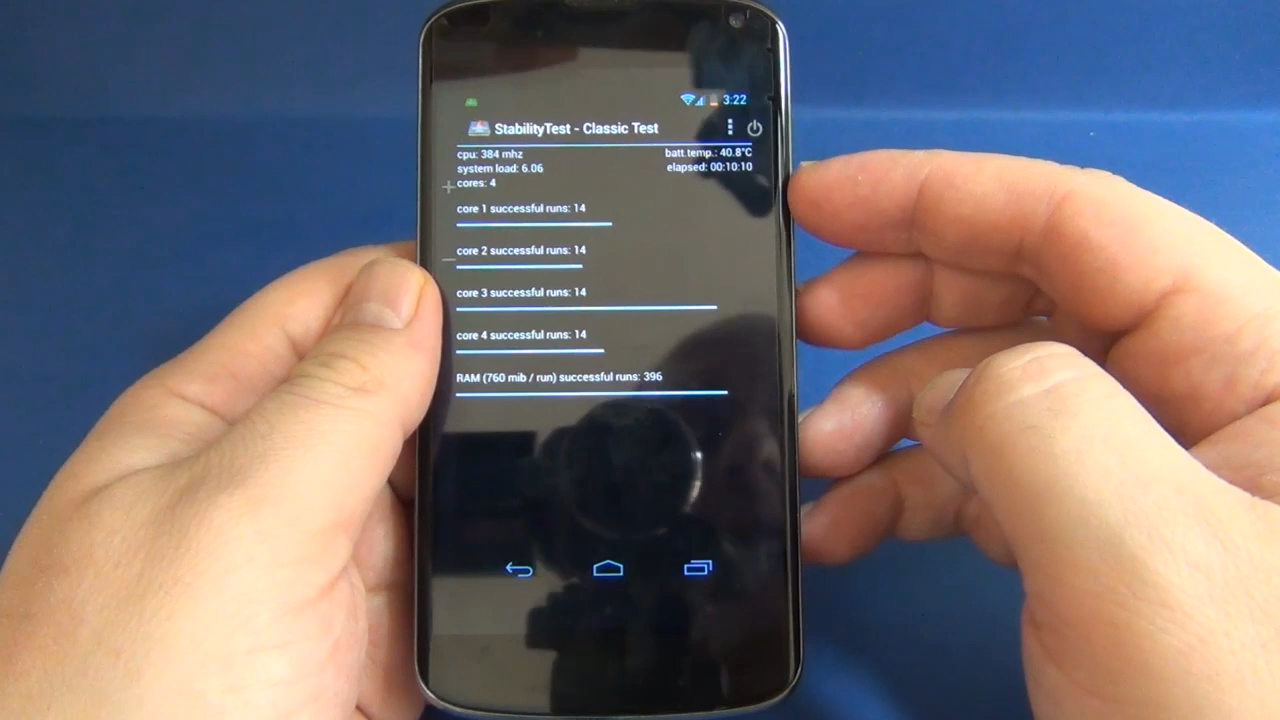 3:22
StabilityTest - Classic Test
cpu: 384 mhz
batt.temp.: 40.8°C
system load: 6.06
elapsed: 00:10:10
cores: 4
core 1 successful runs: 14
core 2 successful runs: 14
core 3 successful runs: 14
core 4 successful runs: 14
RAM (760 mib / run) successful runs: 396